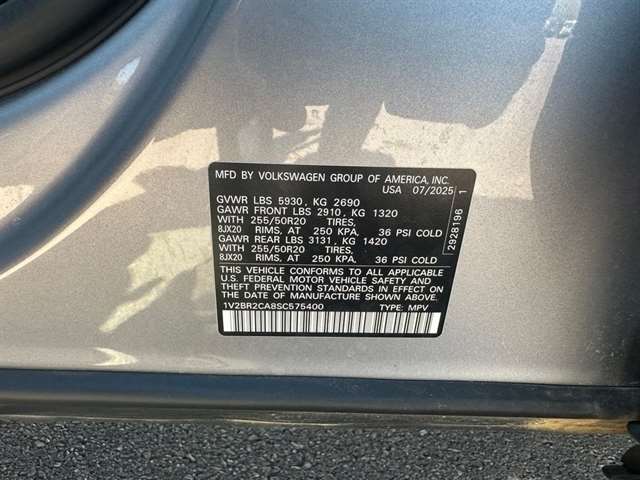 MFD BY VOLKSWAGEN GROUP OF AMERICA, INC.
USA 07/2025
GVWR LBS 5930, KG 2690
GAWR FRONT LBS 2910, KG 1320
WITH 255/50R20 TIRES,
8JX20 RIMS, AT 250 KPA, 36 PSI COLD
GAWR REAR LBS 3131, KG 1420
WITH 255/50R20 TIRES,
8JX20 RIMS, AT 250 KPA, 36 PSI COLD
THIS VEHICLE CONFORMS TO ALL APPLICABLE
U.S. FEDERAL MOTOR VEHICLE SAFETY AND
THEFT PREVENTION STANDARDS IN EFFECT ON
THE DATE OF MANUFACTURE SHOWN ABOVE.
1V2BR2CA8SC575400 TYPE: MPV
2928196 1